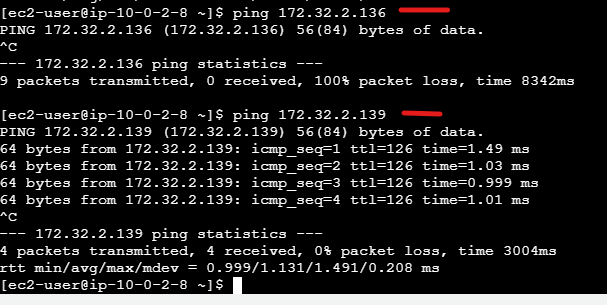 [ec2-user@ip-10-0-2-8 ~]$ ping 172.32.2.136
PING 172.32.2.136 (172.32.2.136) 56(84) bytes of data.
^C
--- 172.32.2.136 ping statistics ---
9 packets transmitted, 0 received, 100% packet loss, time 8342ms
[ec2-user@ip-10-0-2-8 ~]$ ping 172.32.2.139
PING 172.32.2.139 (172.32.2.139) 56(84) bytes of data.
64 bytes from 172.32.2.139: icmp_seq=1 ttl=126 time=1.49 ms
64 bytes from 172.32.2.139: icmp_seq=2 ttl=126 time=1.03 ms
64 bytes from 172.32.2.139: icmp_seq=3 ttl=126 time=0.999 ms
64 bytes from 172.32.2.139: icmp_seq=4 ttl=126 time=1.01 ms
^C
--- 172.32.2.139 ping statistics ---
4 packets transmitted, 4 received, 0% packet loss, time 3004ms
rtt min/avg/max/mdev = 0.999/1.131/1.491/0.208 ms
[ec2-user@ip-10-0-2-8 ~]$